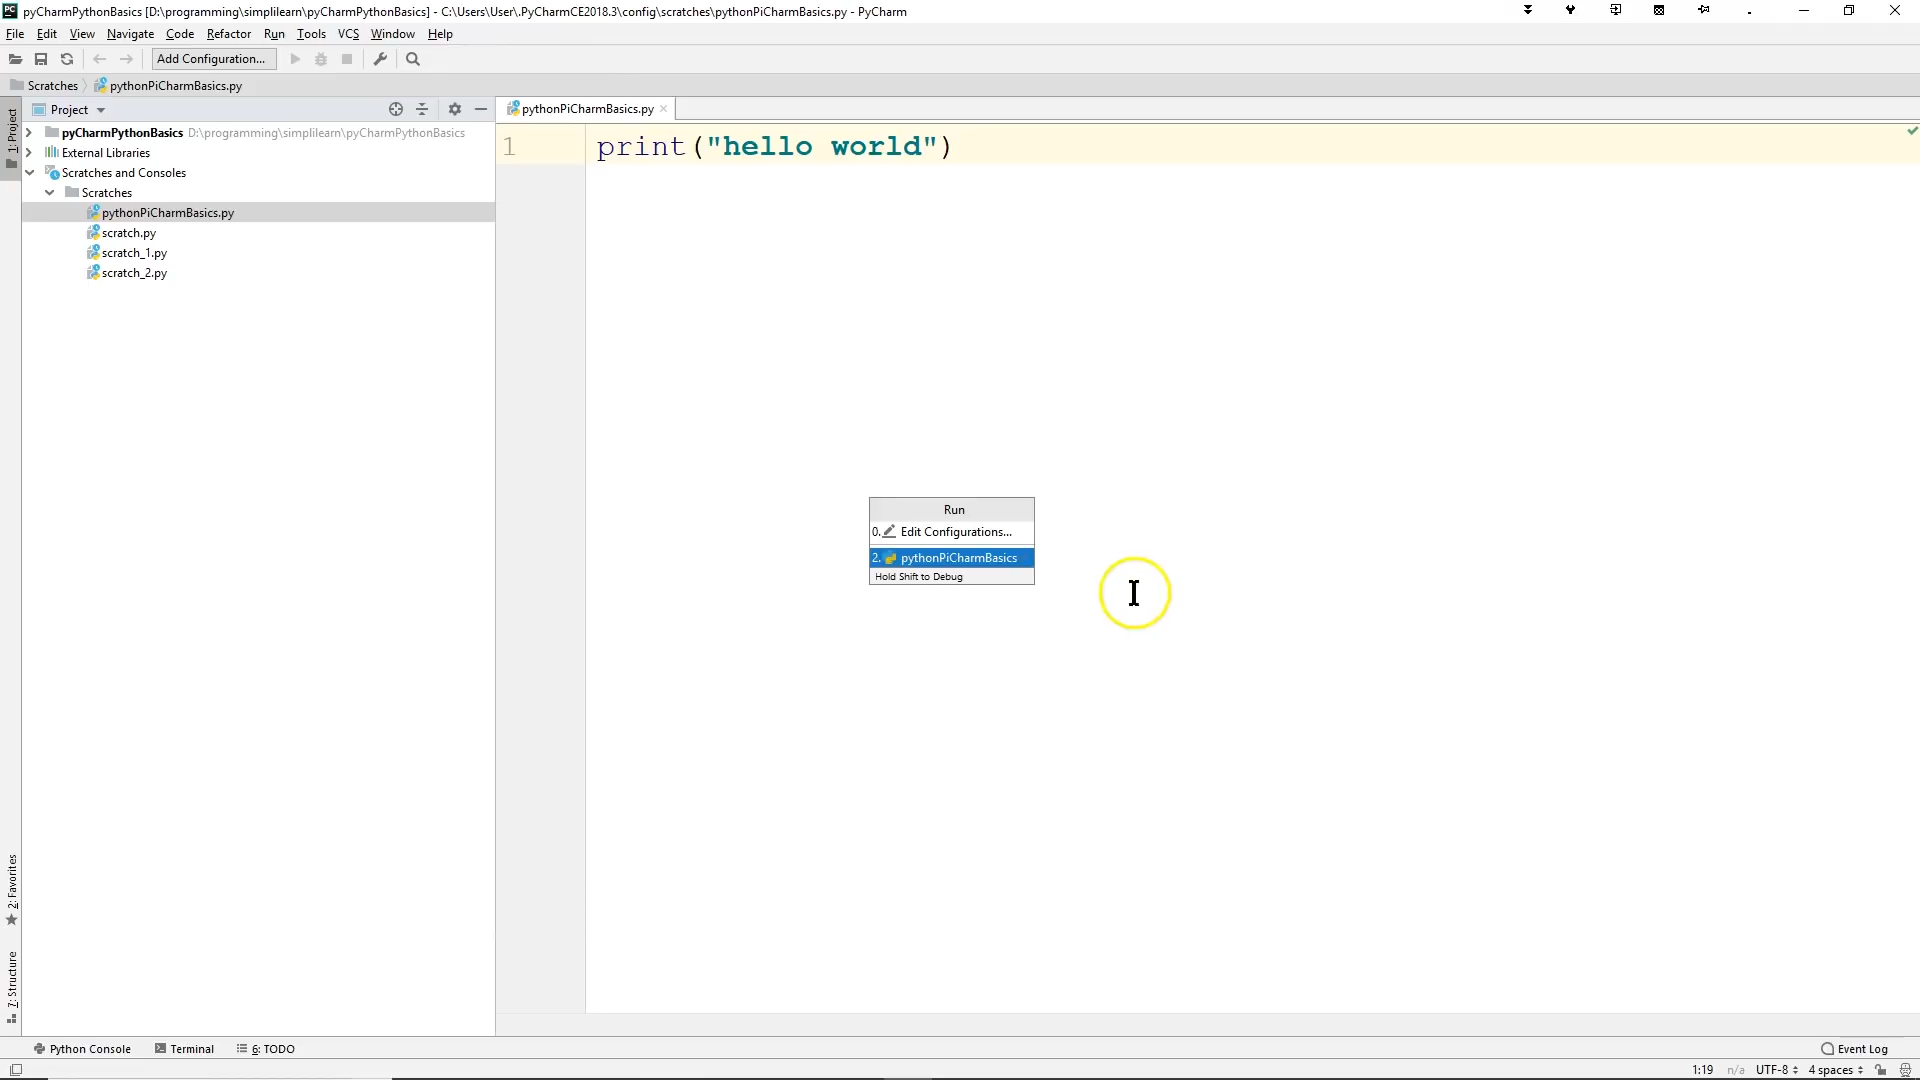 pyCharmPythonBasics [D:\programming\simplilearn\pyCharmPythonBasics] - C:\Users\User\.PyCharmCE2018.3\config\scratches\pythonPiCharmBasics.py - PyCharm
File Edit View Navigate Code Refactor Run Tools VCS Window Help
Add Configuration...
Scratches pythonPiCharmBasics.py
1: Project
Project
pyCharmPythonBasics D:\programming\simplilearn\pyCharmPythonBasics
External Libraries
Scratches and Consoles
Scratches
pythonPiCharmBasics.py
scratch.py
scratch_1.py
scratch_2.py
pythonPiCharmBasics.py
1 print("hello world")
Run
0. Edit Configurations...
2. pythonPiCharmBasics
Hold Shift to Debug
2: Favorites
7: Structure
Python Console Terminal 6: TODO Event Log
1:19 n/a UTF-8 4 spaces